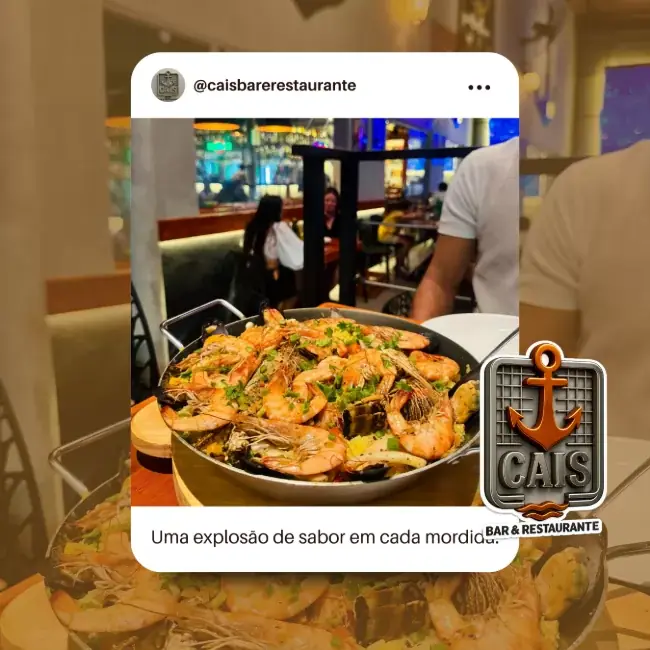 @caisbarerestaurante
Uma explosão de sabor em cada mordida.
CAIS
BAR & RESTAURANTE